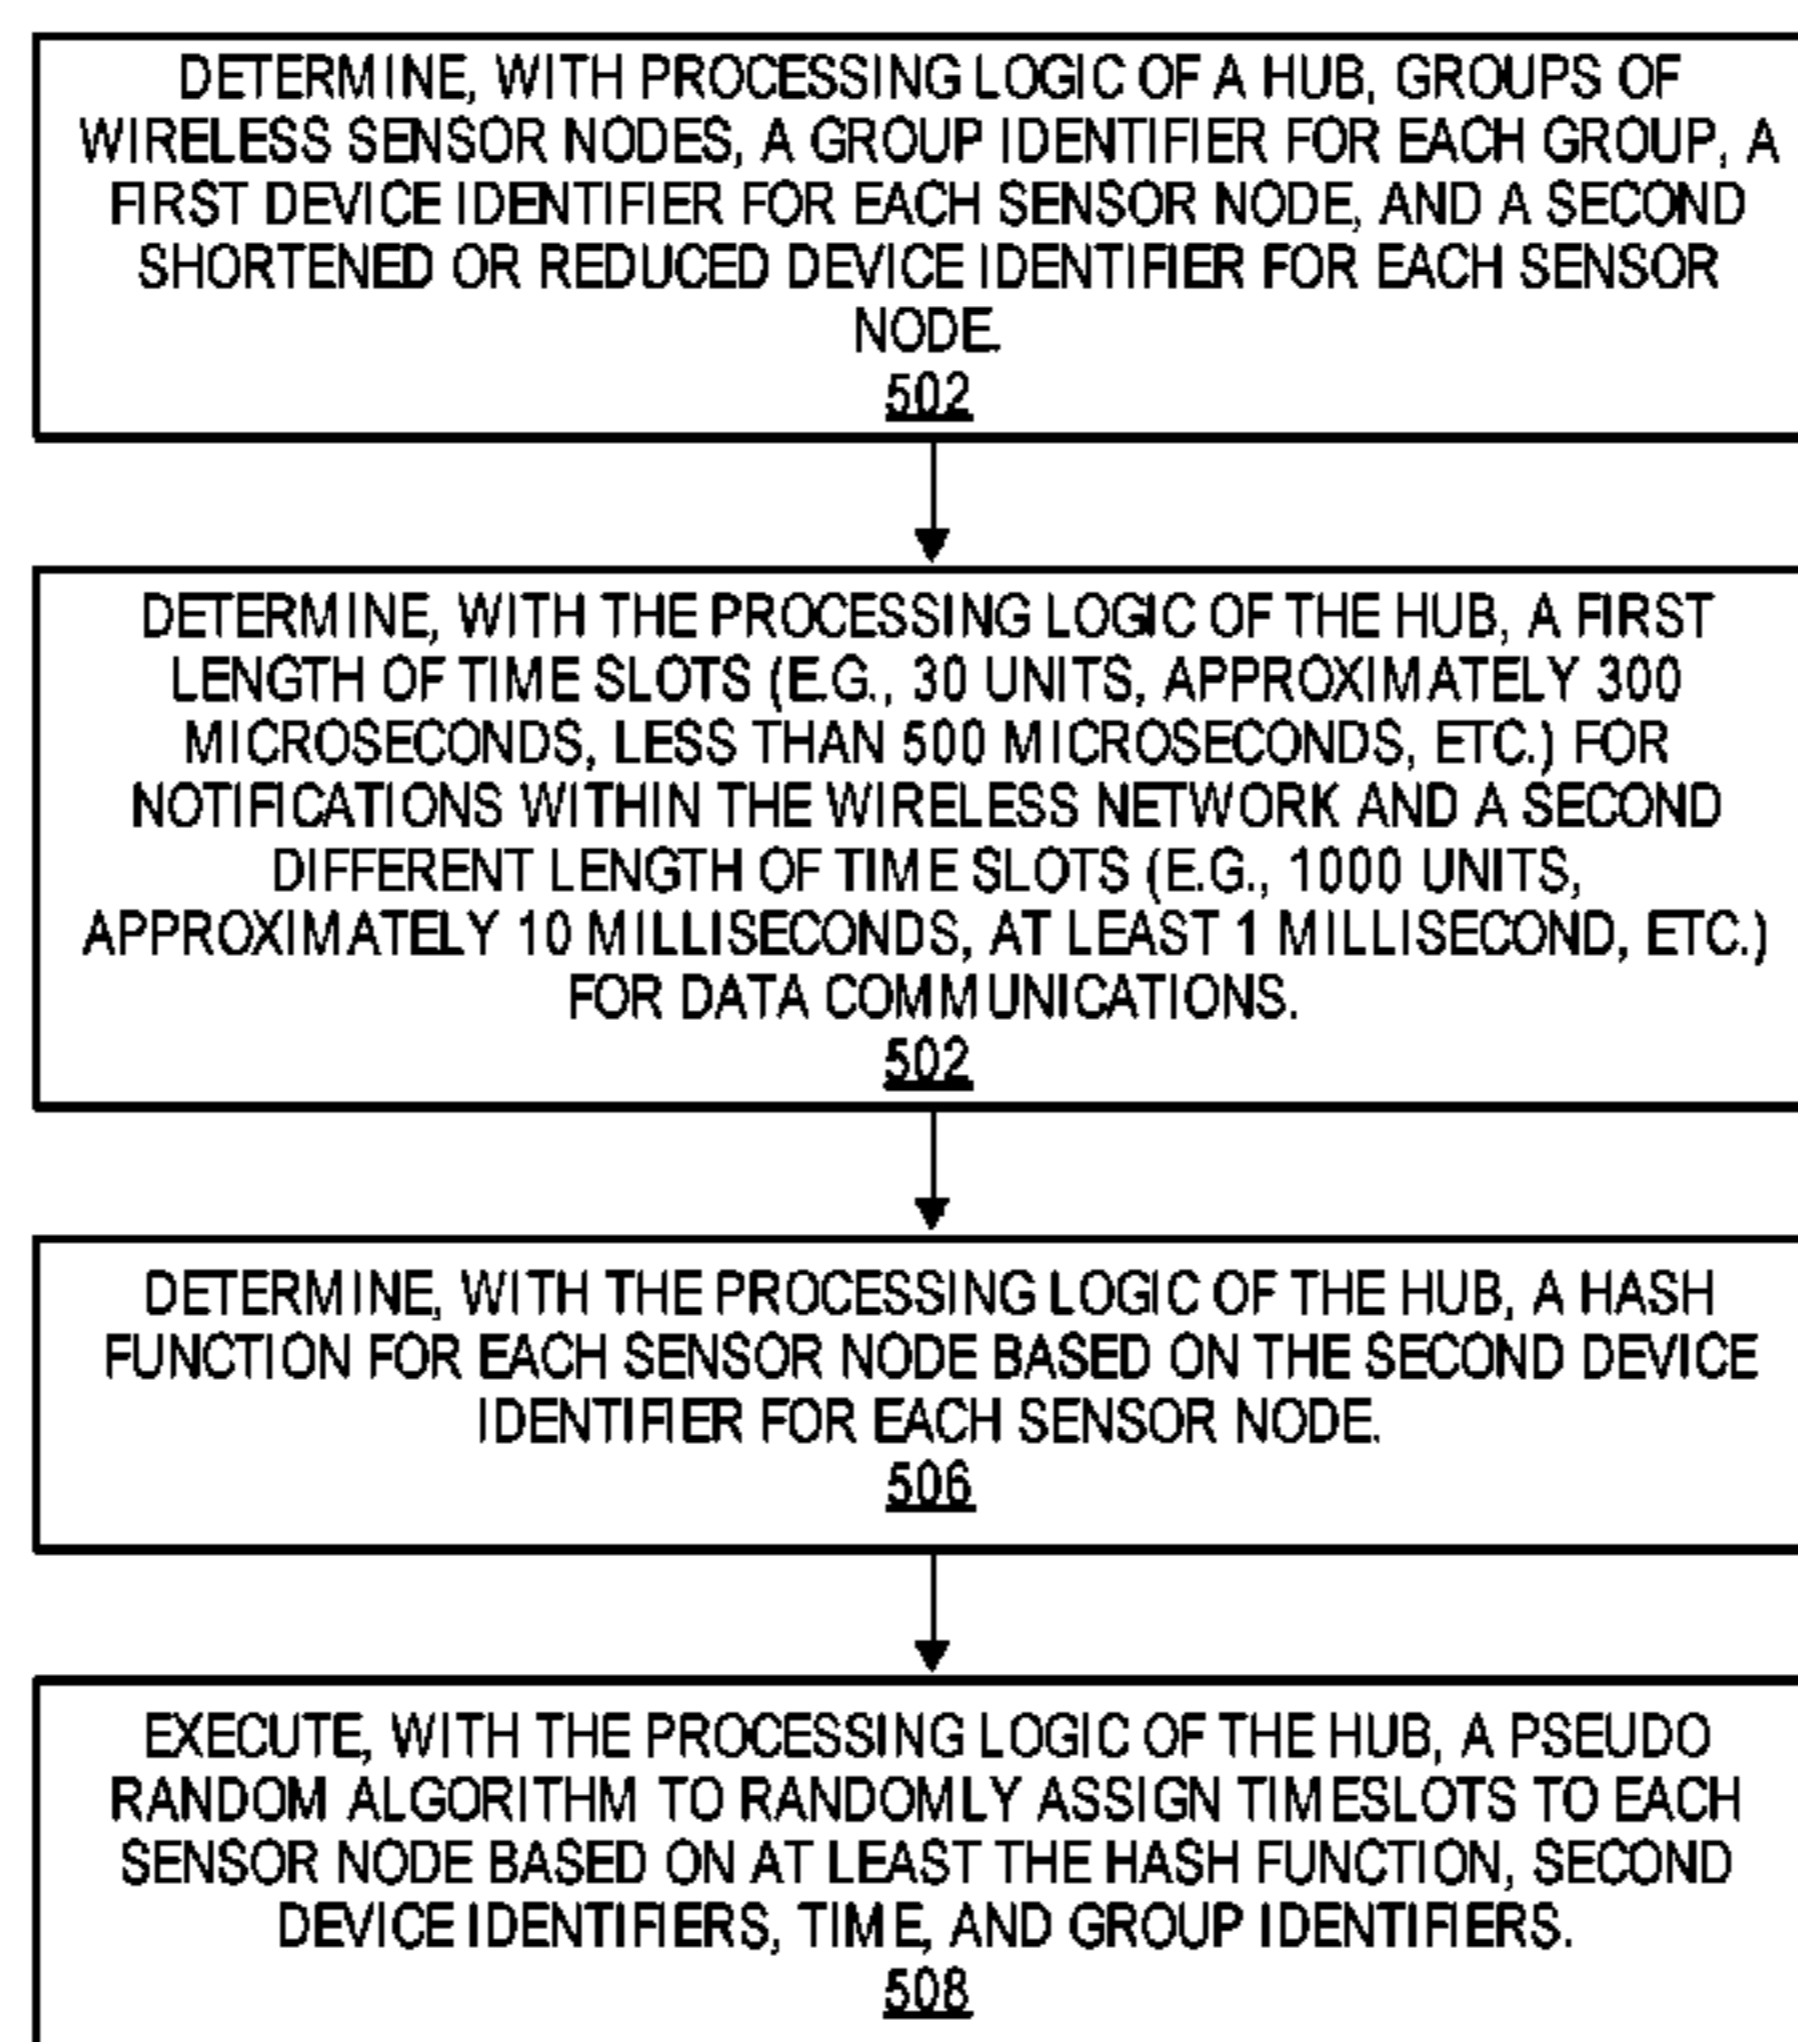 DETERMINE, WITH PROCESSING LOGIC OF A HUB, GROUPS OF
WIRELESS SENSOR NODES, A GROUP IDENTIFIER FOR EACH GROUP, A
FIRST DEVICE IDENTIFIER FOR EACH SENSOR NODE, AND A SECOND
SHORTENED OR REDUCED DEVICE IDENTIFIER FOR EACH SENSOR
NODE.
502
DETERMINE, WITH THE PROCESSING LOGIC OF THE HUB, A FIRST
LENGTH OF TIME SLOTS (E.G., 30 UNITS, APPROXIMATELY 300
MICROSECONDS, LESS THAN 500 MICROSECONDS, ETC.) FOR
NOTIFICATIONS WITHIN THE WIRELESS NETWORK AND A SECOND
DIFFERENT LENGTH OF TIME SLOTS (E.G., 1000 UNITS,
APPROXIMATELY 10 MILLISECONDS, AT LEAST 1 MILLISECOND, ETC.)
FOR DATA COMMUNICATIONS.
502
DETERMINE, WITH THE PROCESSING LOGIC OF THE HUB, A HASH
FUNCTION FOR EACH SENSOR NODE BASED ON THE SECOND DEVICE
IDENTIFIER FOR EACH SENSOR NODE.
506
EXECUTE, WITH THE PROCESSING LOGIC OF THE HUB, A PSEUDO
RANDOM ALGORITHM TO RANDOMLY ASSIGN TIMESLOTS TO EACH
SENSOR NODE BASED ON AT LEAST THE HASH FUNCTION, SECOND
DEVICE IDENTIFIERS, TIME, AND GROUP IDENTIFIERS.
508